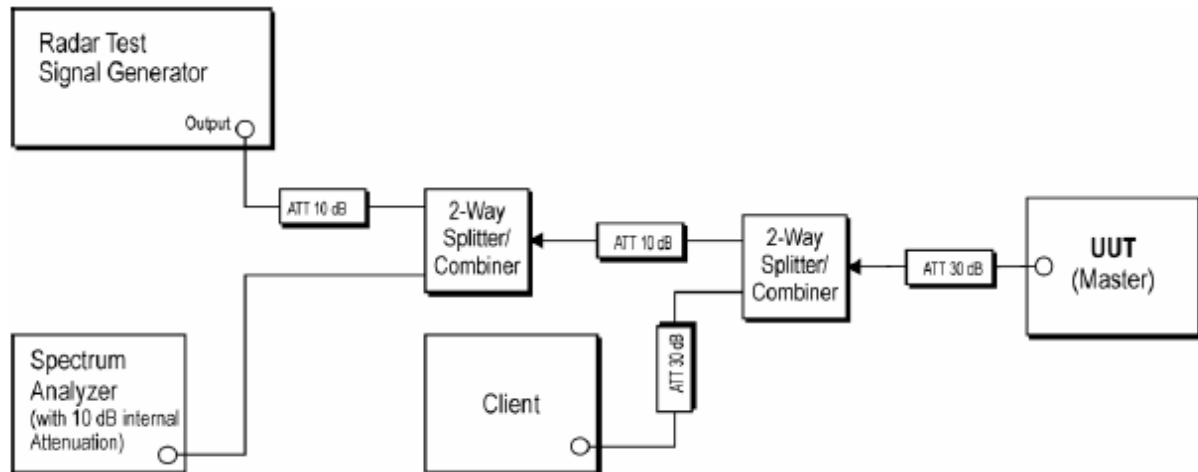 Radar Test
Signal Generator
Output
ATT 10 dB
2-Way
Splitter/
Combiner
ATT 10 dB
2-Way
Splitter/
Combiner
ATT 30 dB
UUT
(Master)
Spectrum
Analyzer
(with 10 dB internal
Attenuation)
Client
ATT 30 dB